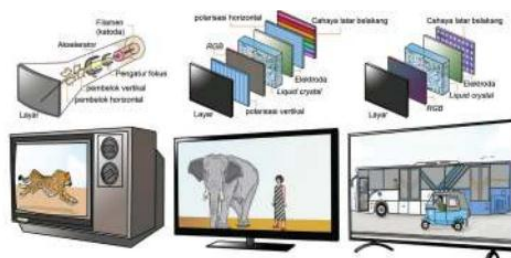 Filamen
(katoda)
Akselerator
Pengatur fokus
pembelok vertikal
pembelok horizontal
Layar
polarisasi horizontal
Cahaya latar belakang
RGB
Elektroda
Liquid crystal
polarisasi vertikal
Layar
Cahaya latar belakang
Elektroda
Liquid crystal
RGB
Layar